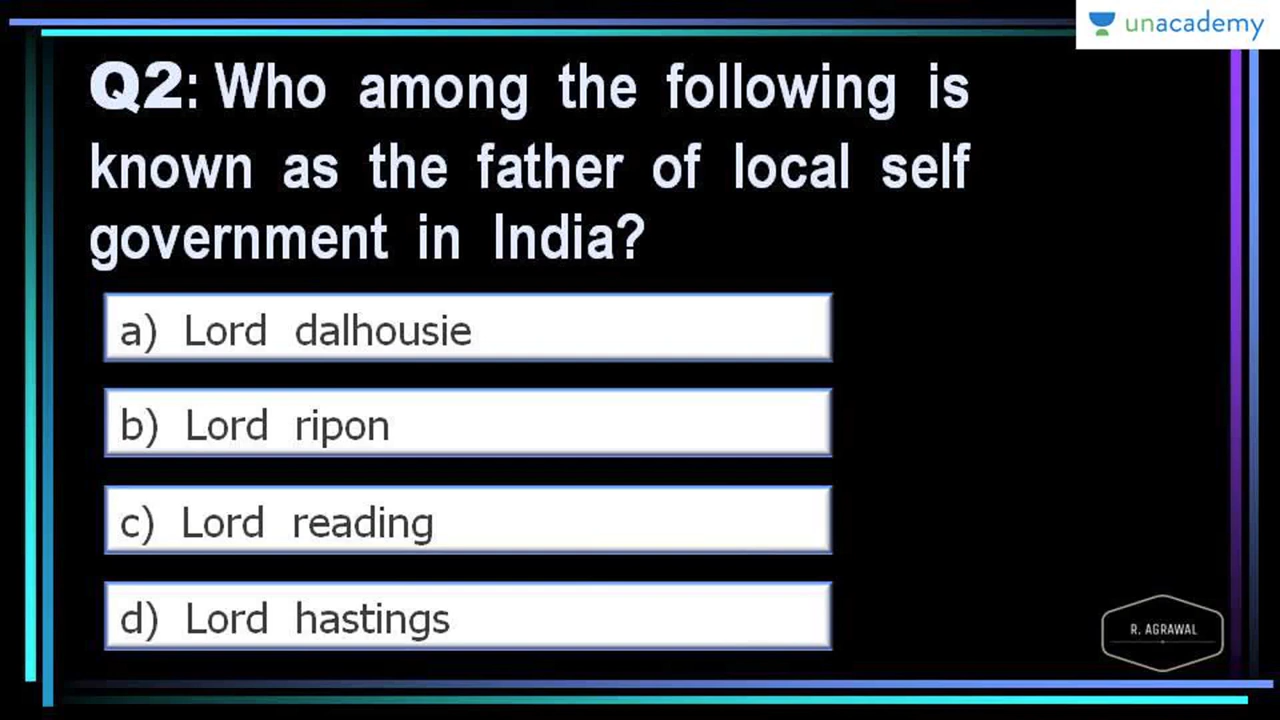 unacademy
Q2: Who among the following is
known as the father of local self
government in India?
a) Lord dalhousie
b) Lord ripon
c) Lord reading
d) Lord hastings
R. AGRAWAL